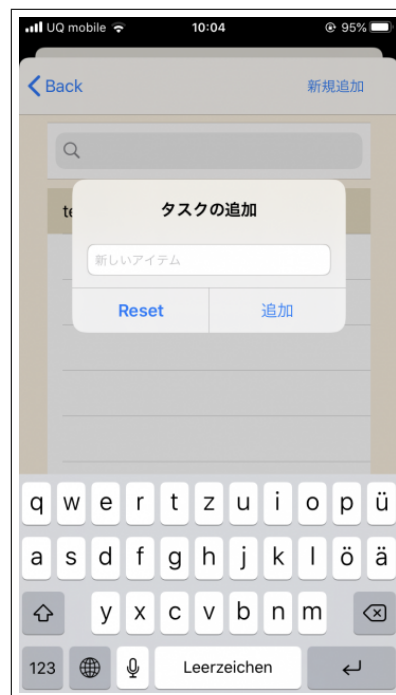 UQ mobile 10:04 95%
Back 新規追加
te
タスクの追加
新しいアイテム
Reset 追加
q w e r t z u i o p ü
a s d f g h j k l ö ä
y x c v b n m
123 Leerzeichen